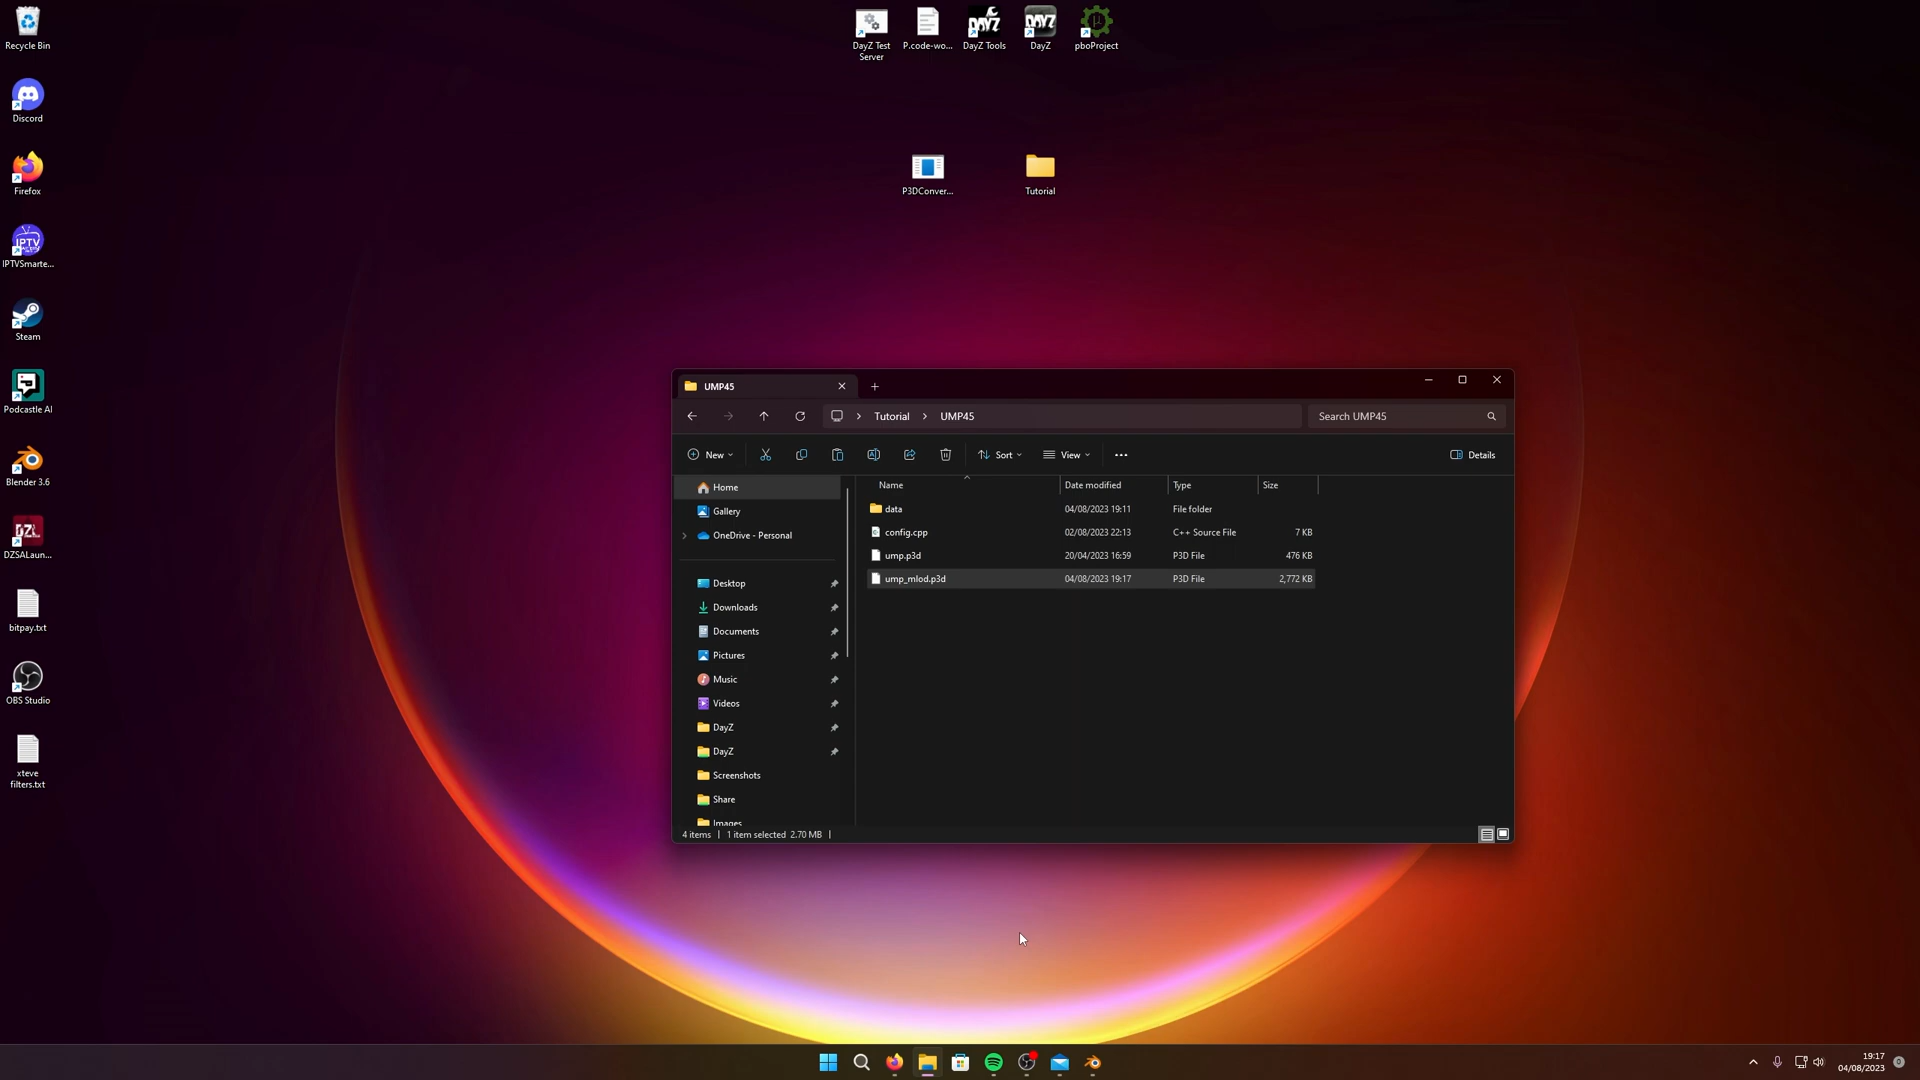 Recycle Bin
Discord
Firefox
IPTVSmarte...
Steam
Podcastle AI
Blender 3.6
DZSALaun...
bitpay.txt
OBS Studio
xteve
filters.txt
DayZ Test
Server
P.code-wo...
DayZ Tools
DayZ
pboProject
P3DConver...
Tutorial
UMP45
Tutorial > UMP45
Search UMP45
New
Sort
View
Details
Home
Gallery
OneDrive - Personal
Desktop
Downloads
Documents
Pictures
Music
Videos
DayZ
DayZ
Screenshots
Share
Images
Name Date modified Type Size
data 04/08/2023 19:11 File folder
config.cpp 02/08/2023 22:13 C++ Source File 7 KB
ump.p3d 20/04/2023 16:59 P3D File 476 KB
ump_mlod.p3d 04/08/2023 19:17 P3D File 2,772 KB
4 items | 1 item selected 2.70 MB |
19:17
04/08/2023